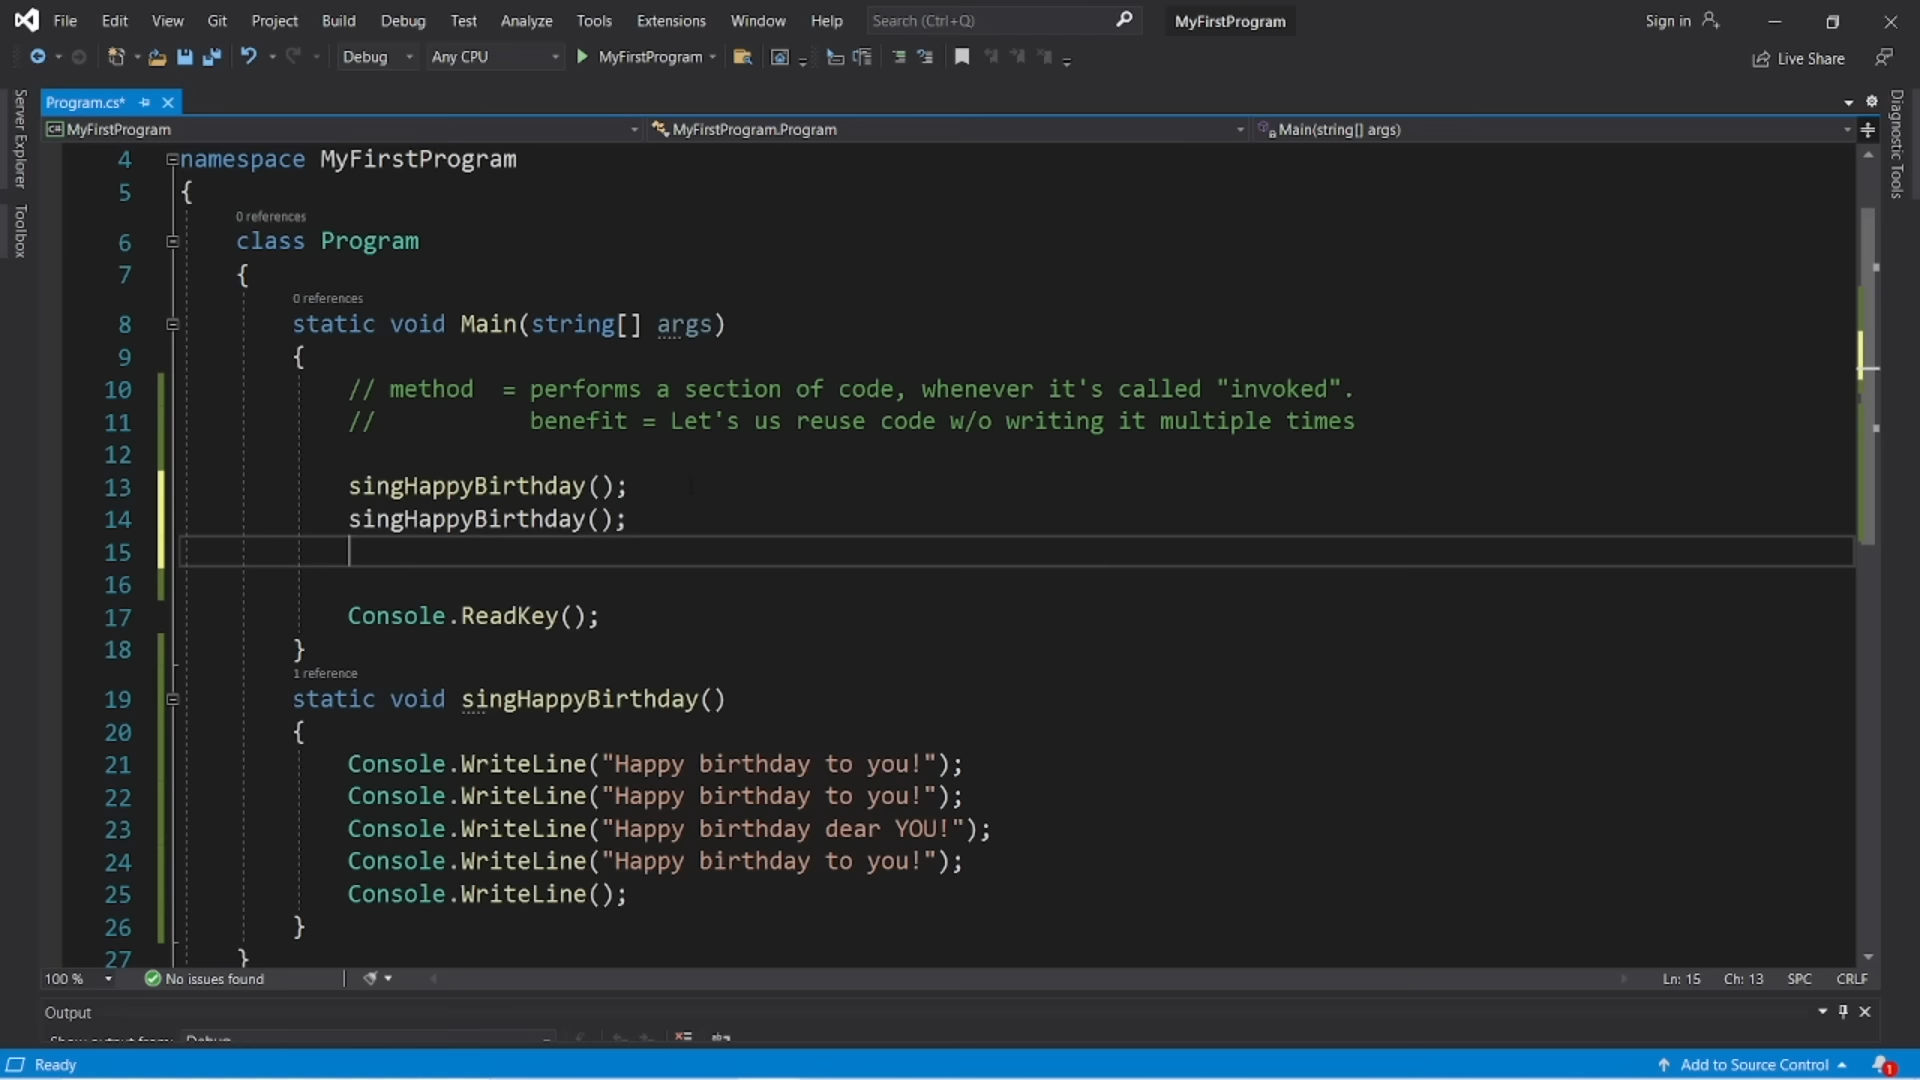 File Edit View Git Project Build Debug Test Analyze Tools Extensions Window Help Search (Ctrl+Q) MyFirstProgram Sign in
Debug Any CPU MyFirstProgram Live Share
Server Explorer
Toolbox
Program.cs*
MyFirstProgram MyFirstProgram.Program Main(string[] args)
Diagnostic Tools
4 namespace MyFirstProgram
5 {
0 references
6 class Program
7 {
0 references
8 static void Main(string[] args)
9 {
10 // method = performs a section of code, whenever it's called "invoked".
11 // benefit = Let's us reuse code w/o writing it multiple times
12
13 singHappyBirthday();
14 singHappyBirthday();
15
16
17 Console.ReadKey();
18 }
1 reference
19 static void singHappyBirthday()
20 {
21 Console.WriteLine("Happy birthday to you!");
22 Console.WriteLine("Happy birthday to you!");
23 Console.WriteLine("Happy birthday dear YOU!");
24 Console.WriteLine("Happy birthday to you!");
25 Console.WriteLine();
26 }
27 }
100 % No issues found Ln: 15 Ch: 13 SPC CRLF
Output
Show output from: Debug
Ready Add to Source Control 1